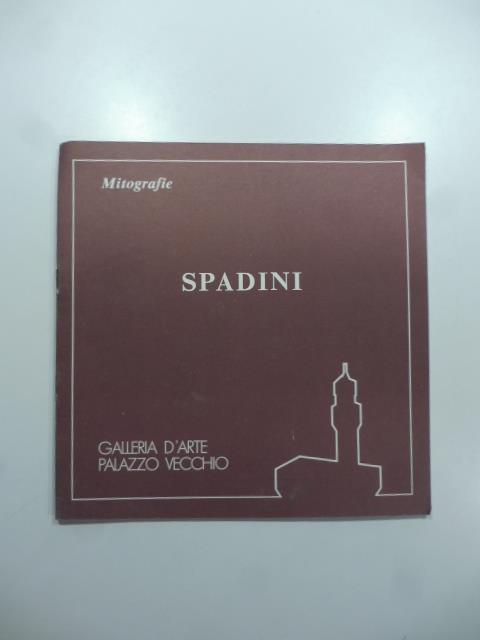 Mitografie
SPADINI
GALLERIA D'ARTE
PALAZZO VECCHIO